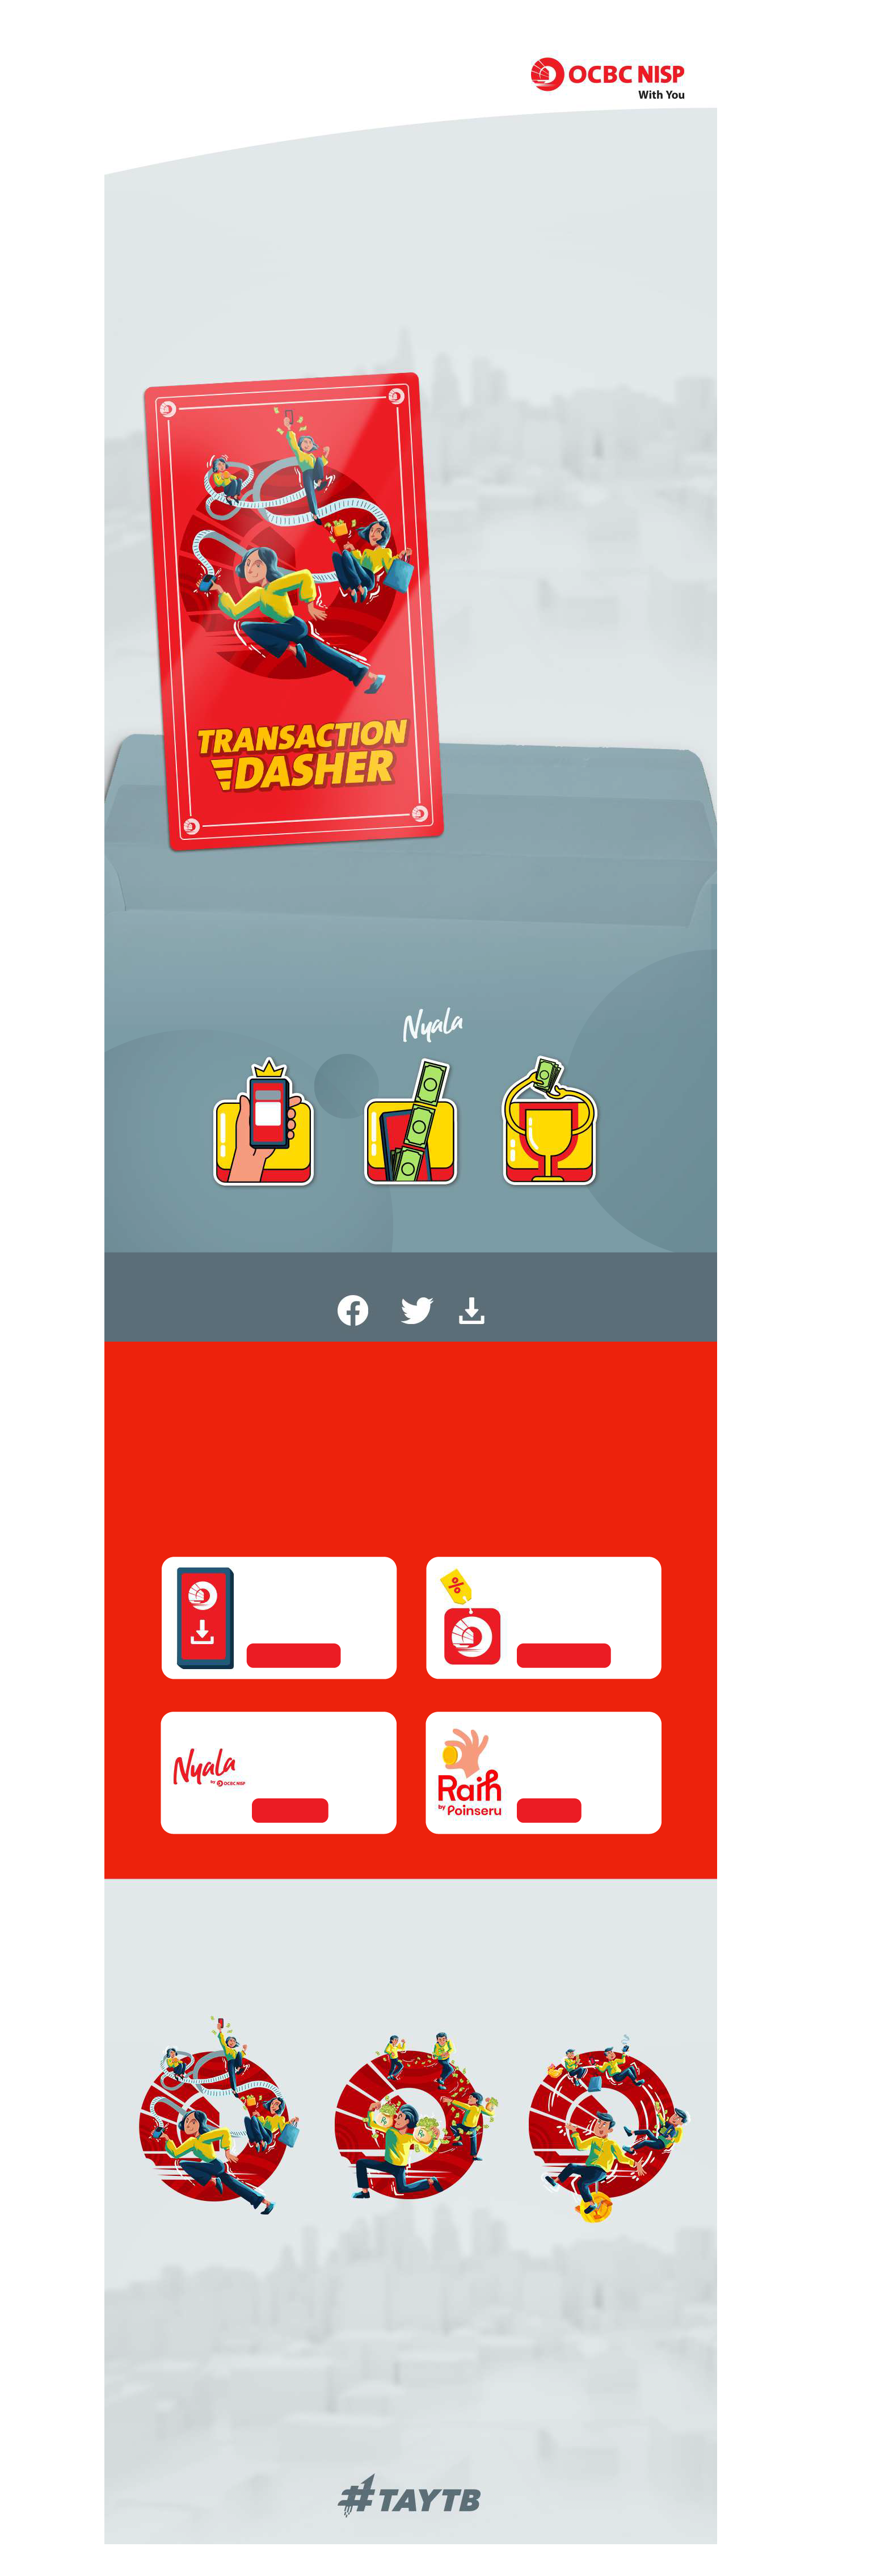 OCBC NISP
With You
TRANSACTION
DASHER
Nyala
%
Nyala
by OCBC NISP
Raih
by Poinseru
#TAYTB